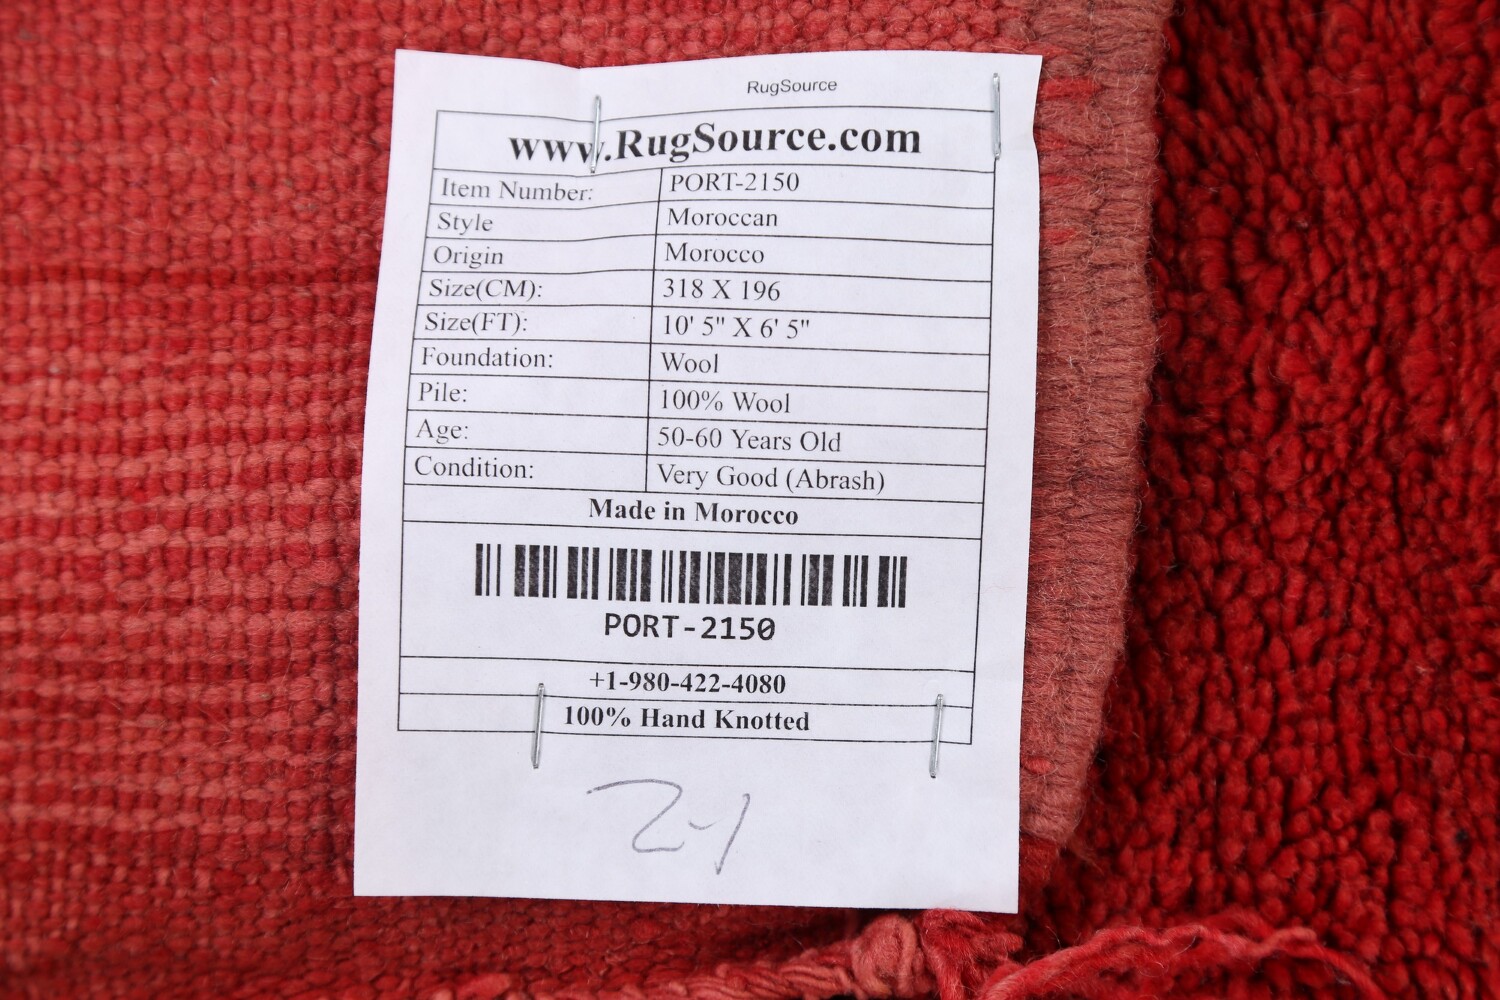 RugSource
www.RugSource.com
Item Number: PORT-2150
Style Moroccan
Origin Morocco
Size(CM): 318 X 196
Size(FT): 10' 5" X 6' 5"
Foundation: Wool
Pile: 100% Wool
Age: 50-60 Years Old
Condition: Very Good (Abrash)
Made in Morocco
PORT-2150
+1-980-422-4080
100% Hand Knotted
2-1